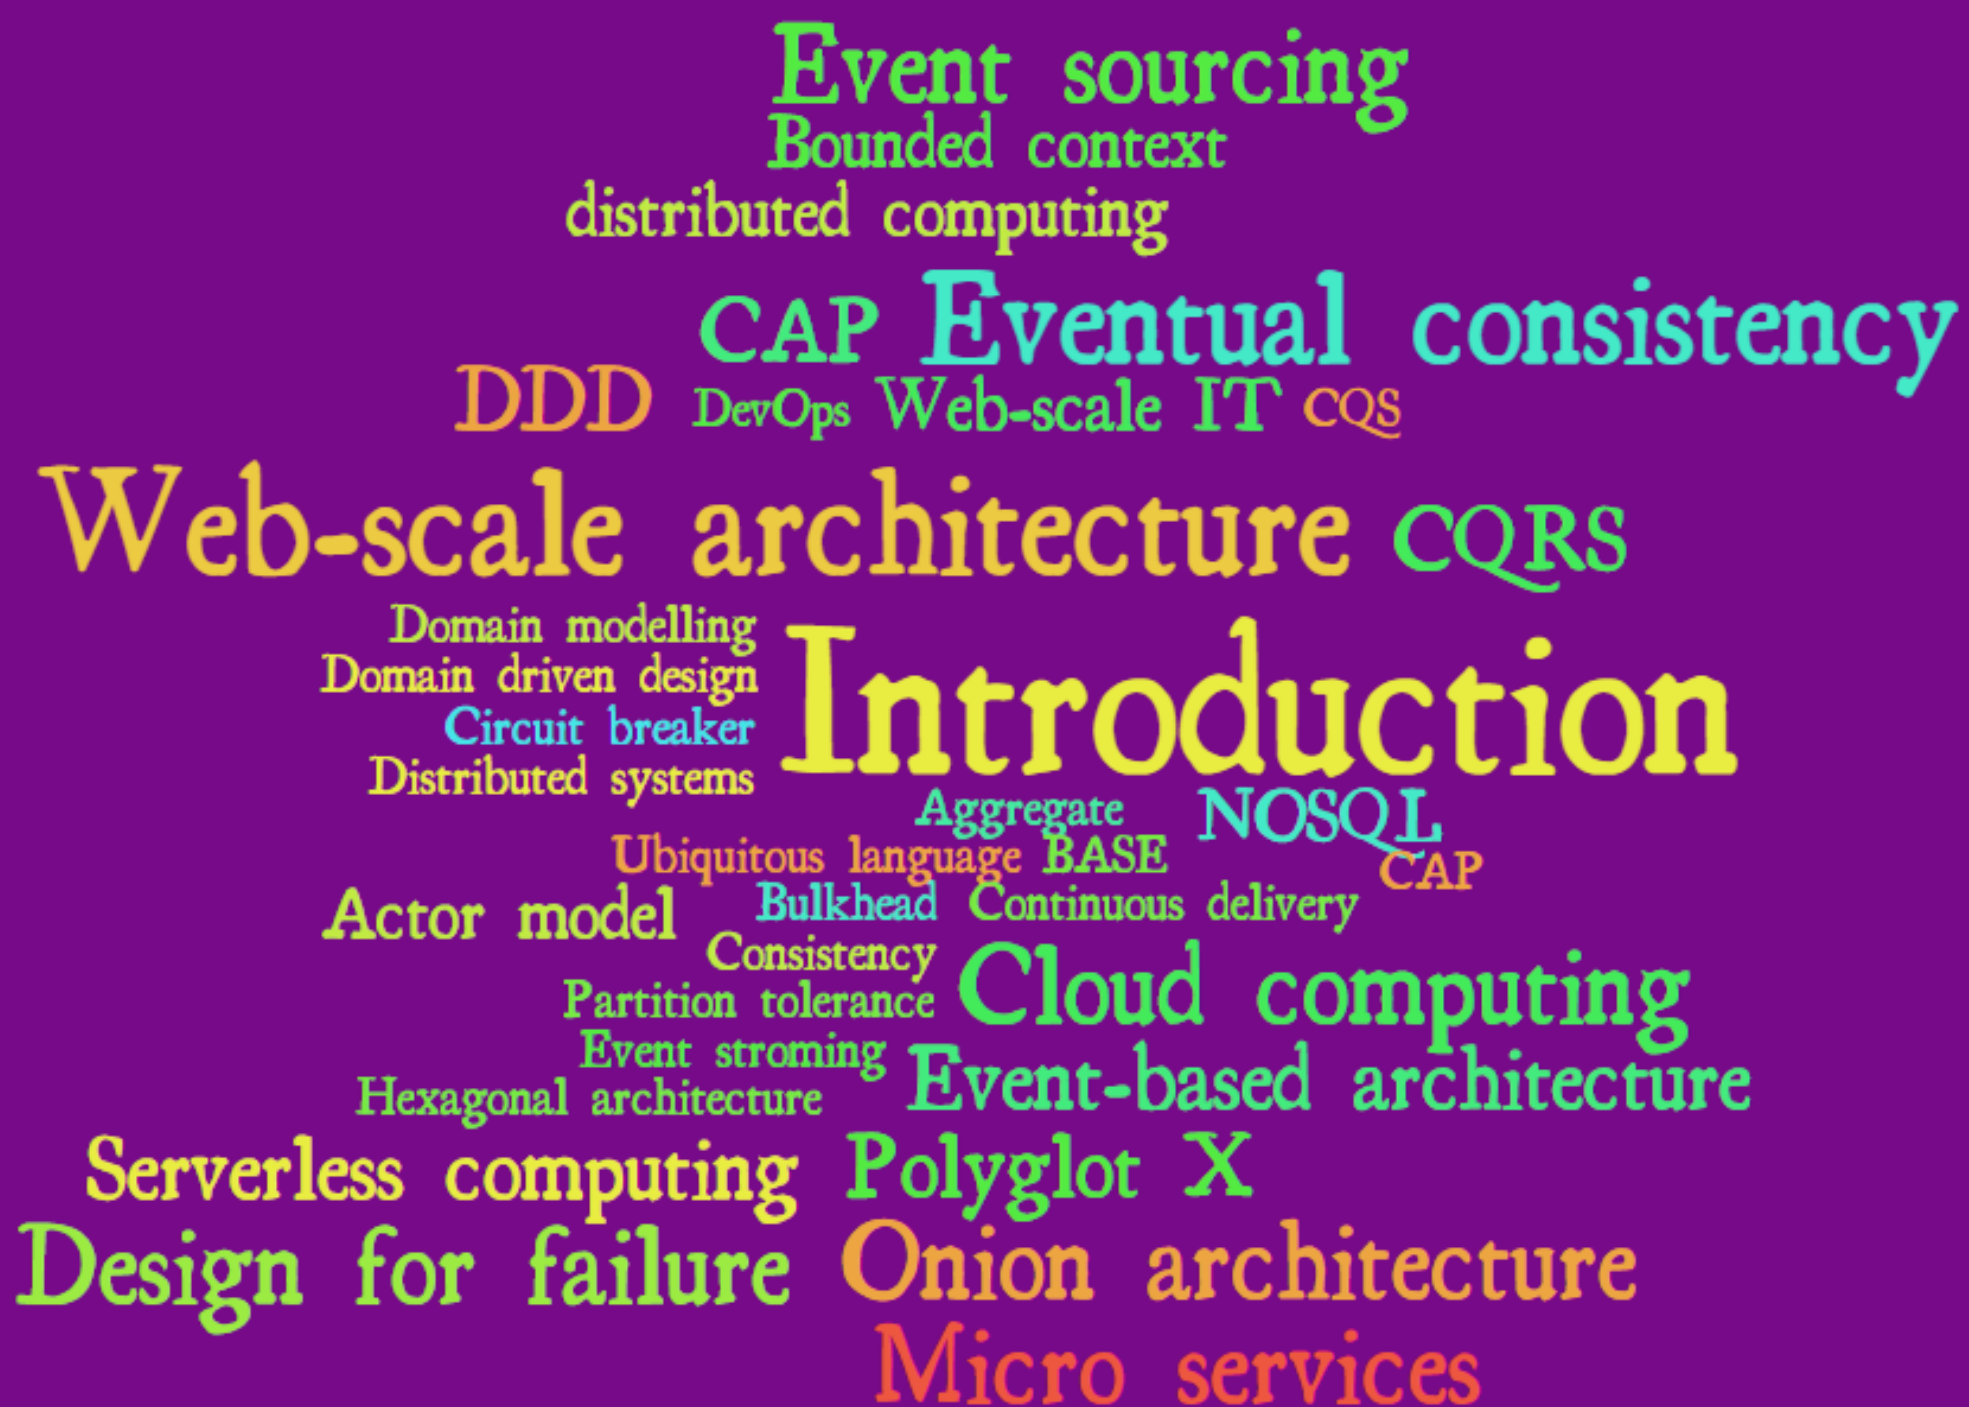 Event sourcing
Bounded context
distributed computing
CAP Eventual consistency
DDD DevOps Web-scale IT CQS
Web-scale architecture CQRS
Domain modelling
Domain driven design
Circuit breaker
Distributed systems
Introduction
Aggregate NOSQL
Ubiquitous language BASE CAP
Actor model Bulkhead Continuous delivery
Consistency
Partition tolerance Cloud computing
Event stroming
Hexagonal architecture Event-based architecture
Serverless computing Polyglot X
Design for failure Onion architecture
Micro services